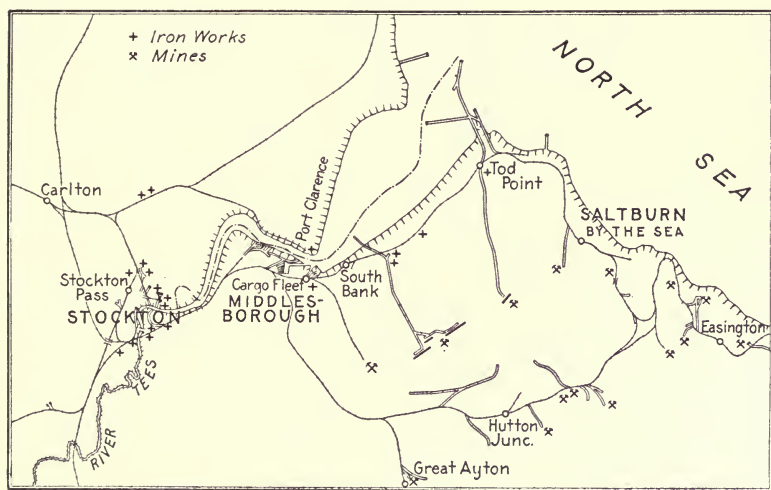 + Iron Works
⚒ Mines
NORTH
SEA
Carlton
Port Clarence
Tod
Point
SALTBURN
BY THE SEA
Stockton
Pass
STOCKTON
Cargo Fleet
MIDDLES-
BOROUGH
South
Bank
Easington
RIVER
TEES
Hutton
Junc.
Great Ayton